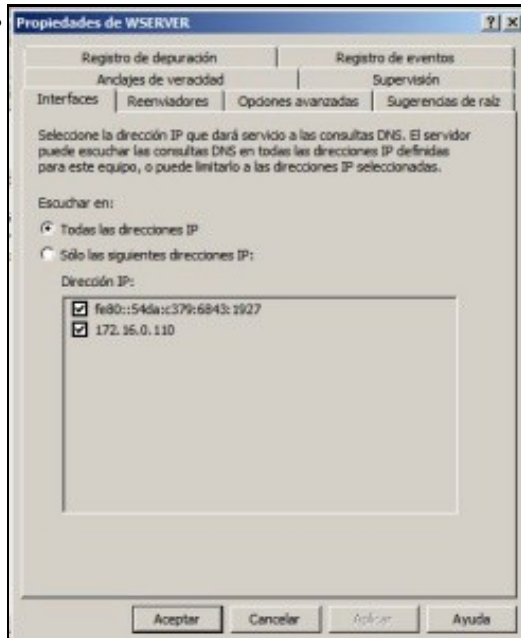 Propiedades de WSERVER
Registro de depuración
Registro de eventos
Anclajes de veracidad
Supervisión
Interfaces
Reenviadores
Opciones avanzadas
Sugerencias de raíz
Seleccione la dirección IP que dará servicio a las consultas DNS. El servidor
puede escuchar las consultas DNS en todas las direcciones IP definidas
para este equipo, o puede limitarlo a las direcciones IP seleccionadas.
Escuchar en:
Todas las direcciones IP
Sólo las siguientes direcciones IP:
Dirección IP:
fe80::54da:c379:6843:1927
172.16.0.110
Aceptar
Cancelar
Aplicar
Ayuda